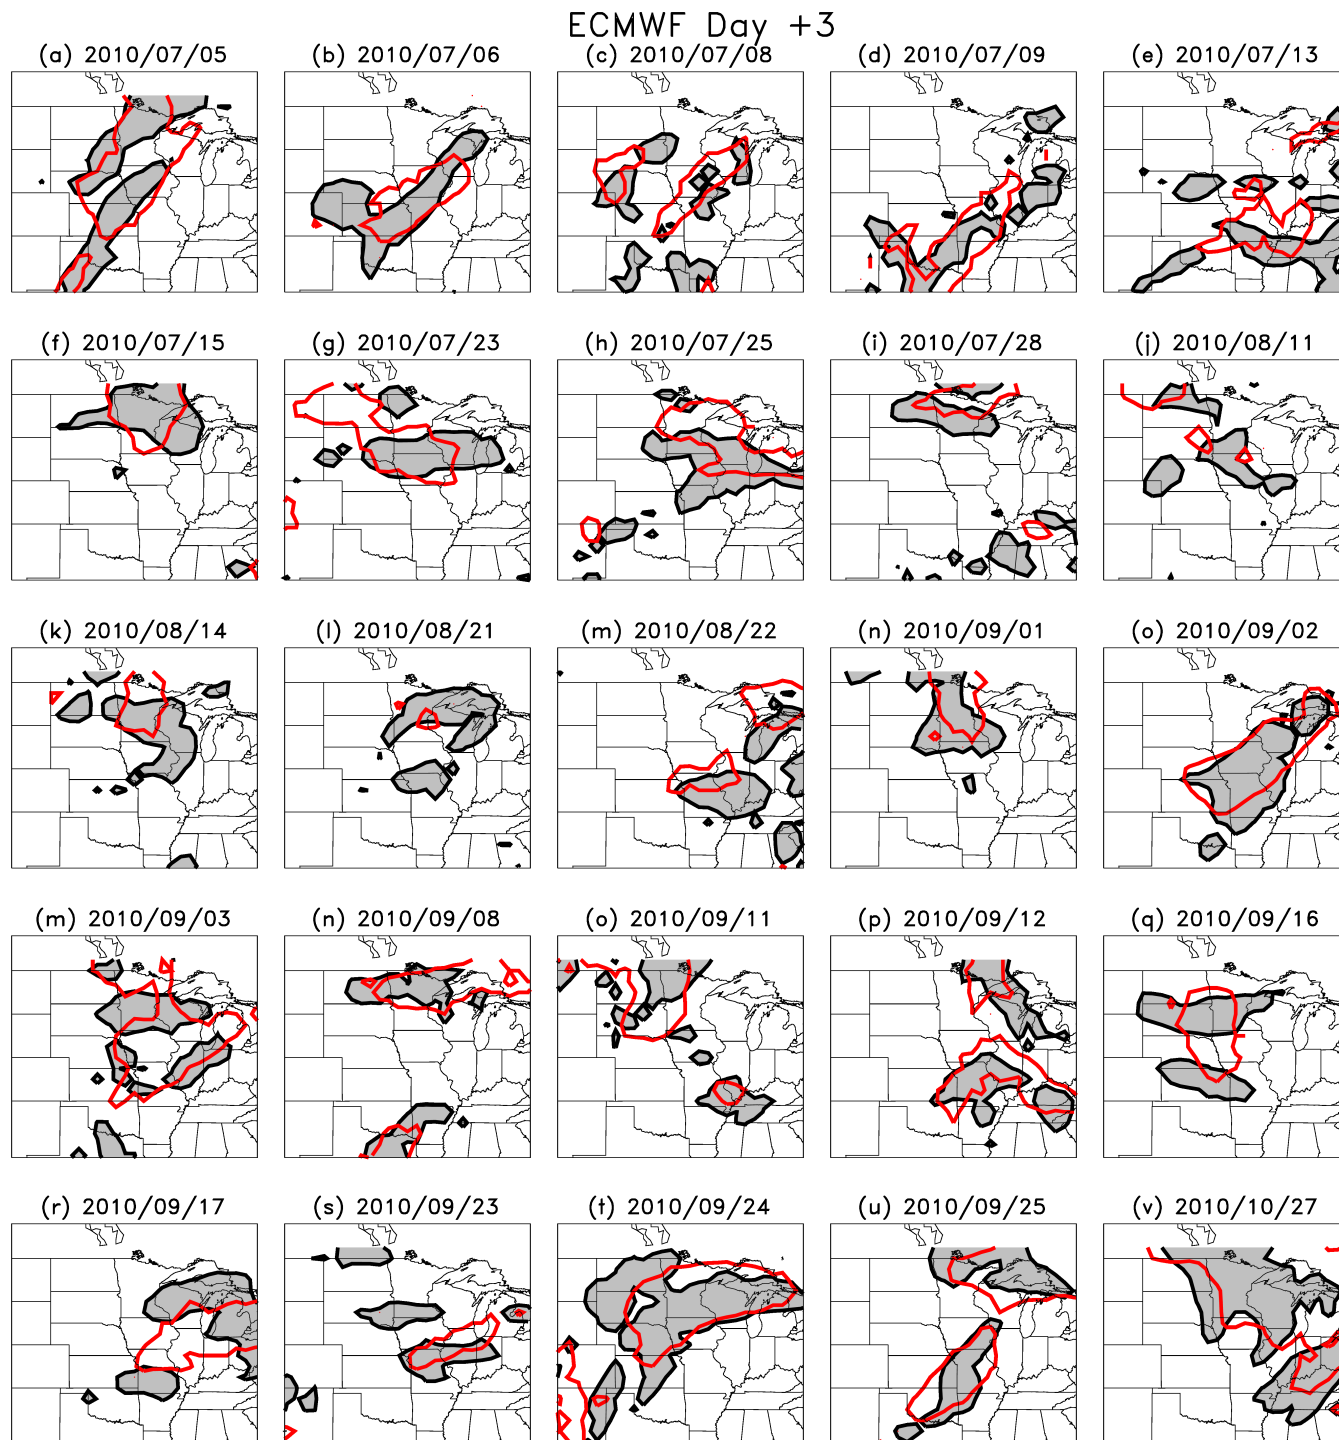 ECMWF Day +3
(a) 2010/07/05
(b) 2010/07/06
(c) 2010/07/08
(d) 2010/07/09
(e) 2010/07/13
(f) 2010/07/15
(g) 2010/07/23
(h) 2010/07/25
(i) 2010/07/28
(j) 2010/08/11
(k) 2010/08/14
(l) 2010/08/21
(m) 2010/08/22
(n) 2010/09/01
(o) 2010/09/02
(m) 2010/09/03
(n) 2010/09/08
(o) 2010/09/11
(p) 2010/09/12
(q) 2010/09/16
(r) 2010/09/17
(s) 2010/09/23
(t) 2010/09/24
(u) 2010/09/25
(v) 2010/10/27